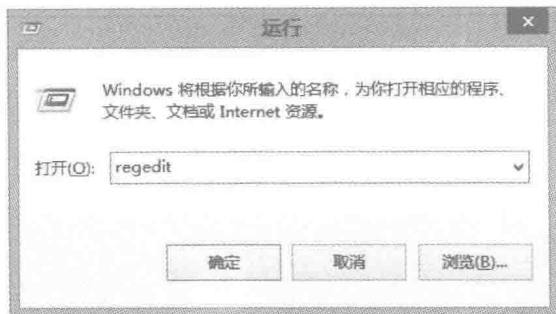 运行
Windows 将根据你所输入的名称，为你打开相应的程序、
文件夹、文档或 Internet 资源。
打开(O): regedit
确定 取消 浏览(B)...